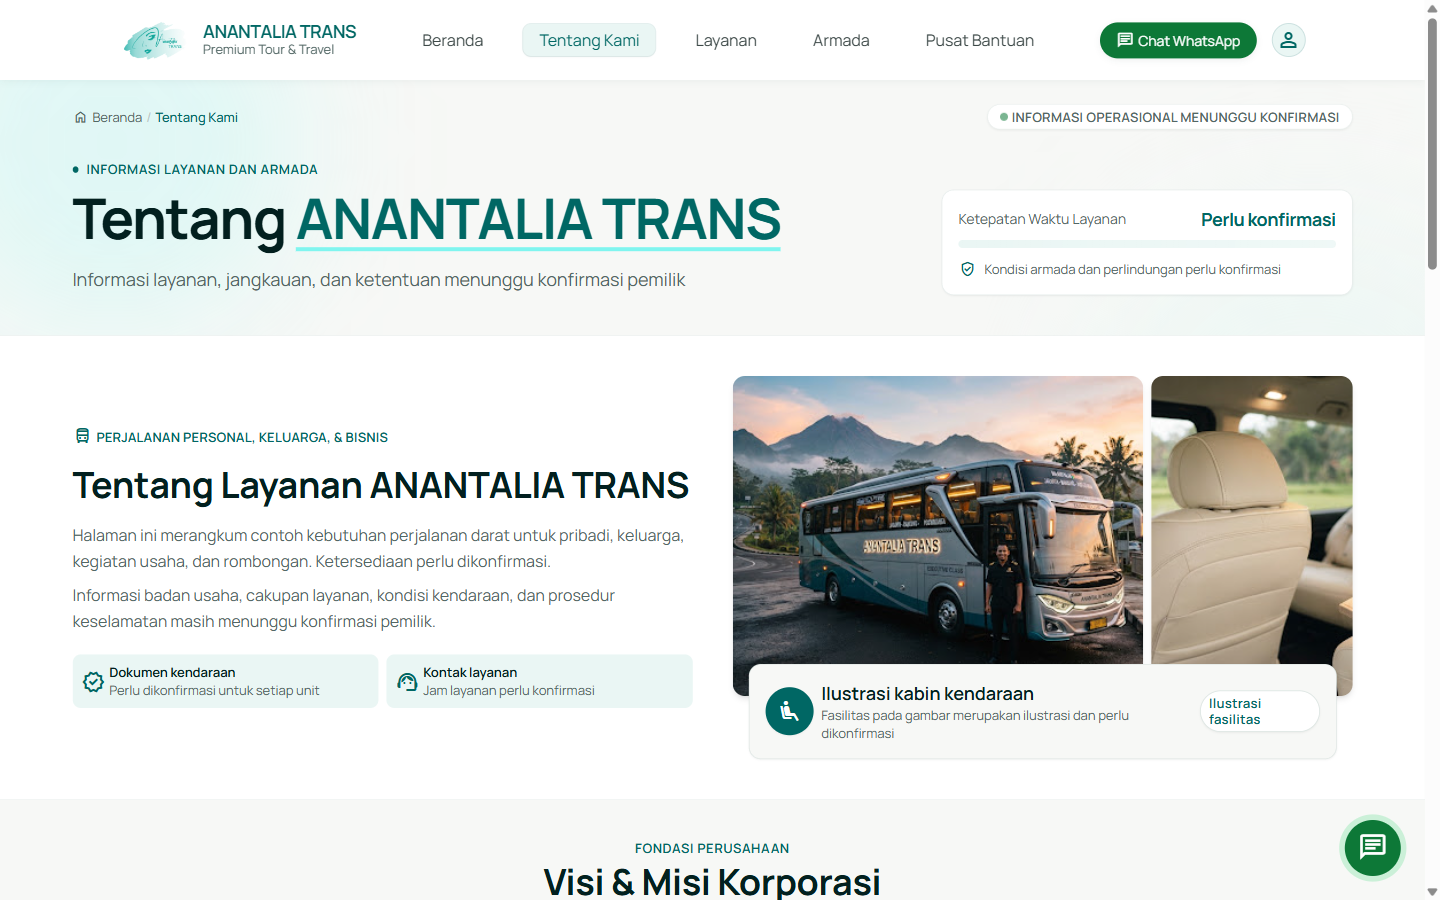 ANANTALIA TRANS
Premium Tour & Travel
Beranda
Tentang Kami
Layanan
Armada
Pusat Bantuan
Chat WhatsApp
Beranda / Tentang Kami
INFORMASI OPERASIONAL MENUNGGU KONFIRMASI
INFORMASI LAYANAN DAN ARMADA
Tentang ANANTALIA TRANS
Informasi layanan, jangkauan, dan ketentuan menunggu konfirmasi pemilik
Ketepatan Waktu Layanan
Perlu konfirmasi
Kondisi armada dan perlindungan perlu konfirmasi
PERJALANAN PERSONAL, KELUARGA, & BISNIS
Tentang Layanan ANANTALIA TRANS
Halaman ini merangkum contoh kebutuhan perjalanan darat untuk pribadi, keluarga,
kegiatan usaha, dan rombongan. Ketersediaan perlu dikonfirmasi.
Informasi badan usaha, cakupan layanan, kondisi kendaraan, dan prosedur
keselamatan masih menunggu konfirmasi pemilik.
Dokumen kendaraan
Perlu dikonfirmasi untuk setiap unit
Kontak layanan
Jam layanan perlu konfirmasi
ANANTALIA TRANS
EXECUTIVE CLASS
Ilustrasi kabin kendaraan
Fasilitas pada gambar merupakan ilustrasi dan perlu
dikonfirmasi
Ilustrasi
fasilitas
FONDASI PERUSAHAAN
Visi & Misi Korporasi